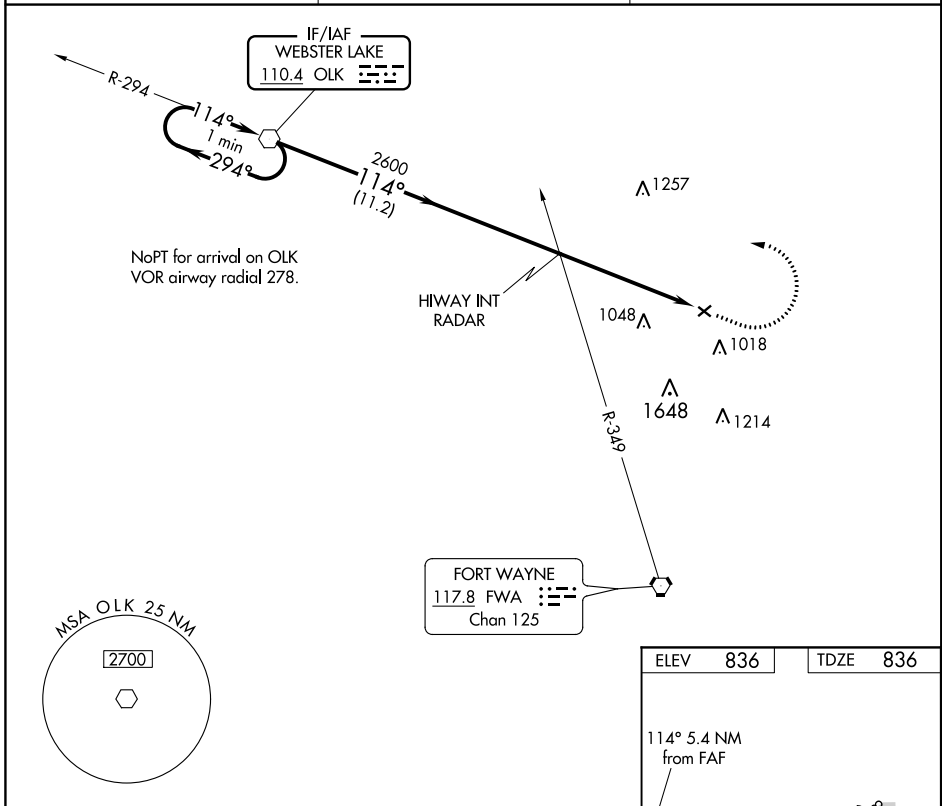 IF/IAF
WEBSTER LAKE
110.4 OLK
R-294
114°
1 min
294°
2600
114°
(11.2)
1257
NoPT for arrival on OLK
VOR airway radial 278.
HIWAY INT
RADAR
1048
1018
1648
1214
R-349
FORT WAYNE
117.8 FWA
Chan 125
MSA OLK 25 NM
2700
ELEV 836
TDZE 836
114° 5.4 NM
from FAF